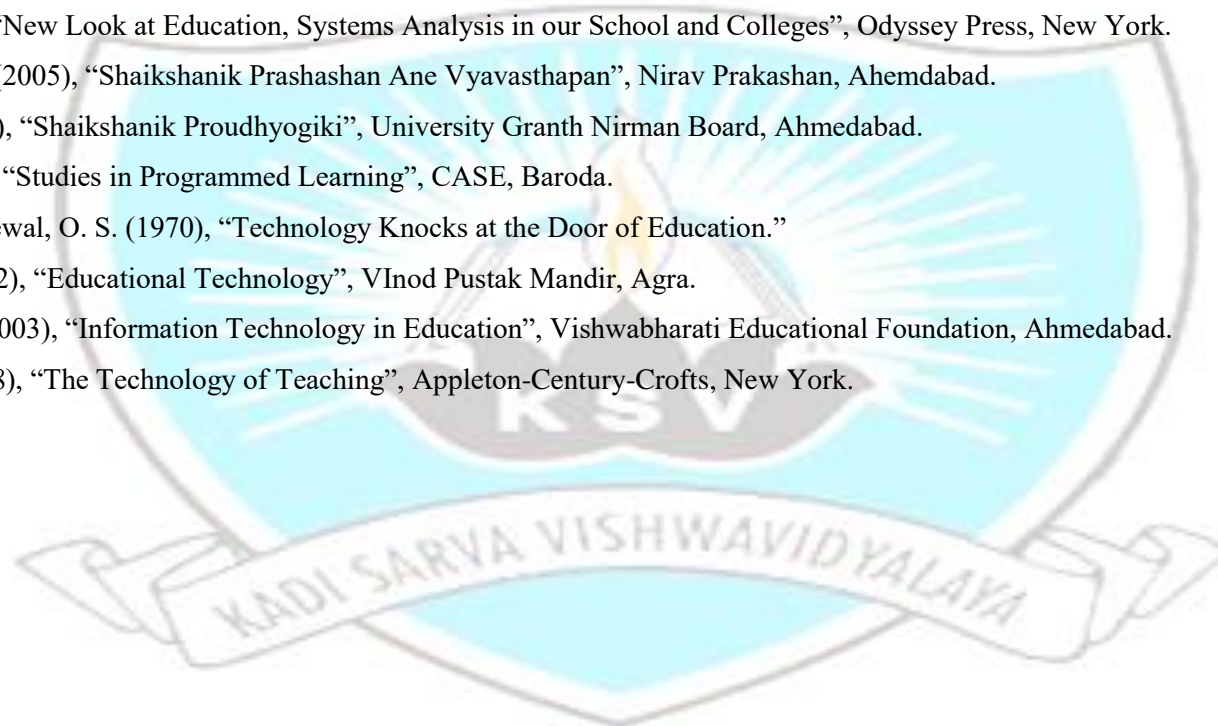 “New Look at Education, Systems Analysis in our School and Colleges”, Odyssey Press, New York.
(2005), “Shaikshanik Prashashan Ane Vyavasthapan”, Nirav Prakashan, Ahemdabad.
), “Shaikshanik Proudhyogiki”, University Granth Nirman Board, Ahmedabad.
“Studies in Programmed Learning”, CASE, Baroda.
ewal, O. S. (1970), “Technology Knocks at the Door of Education.”
2), “Educational Technology”, VInod Pustak Mandir, Agra.
003), “Information Technology in Education”, Vishwabharati Educational Foundation, Ahmedabad.
8), “The Technology of Teaching”, Appleton-Century-Crofts, New York.
KSV
KADI SARVA VISHWAVIDYALAYA